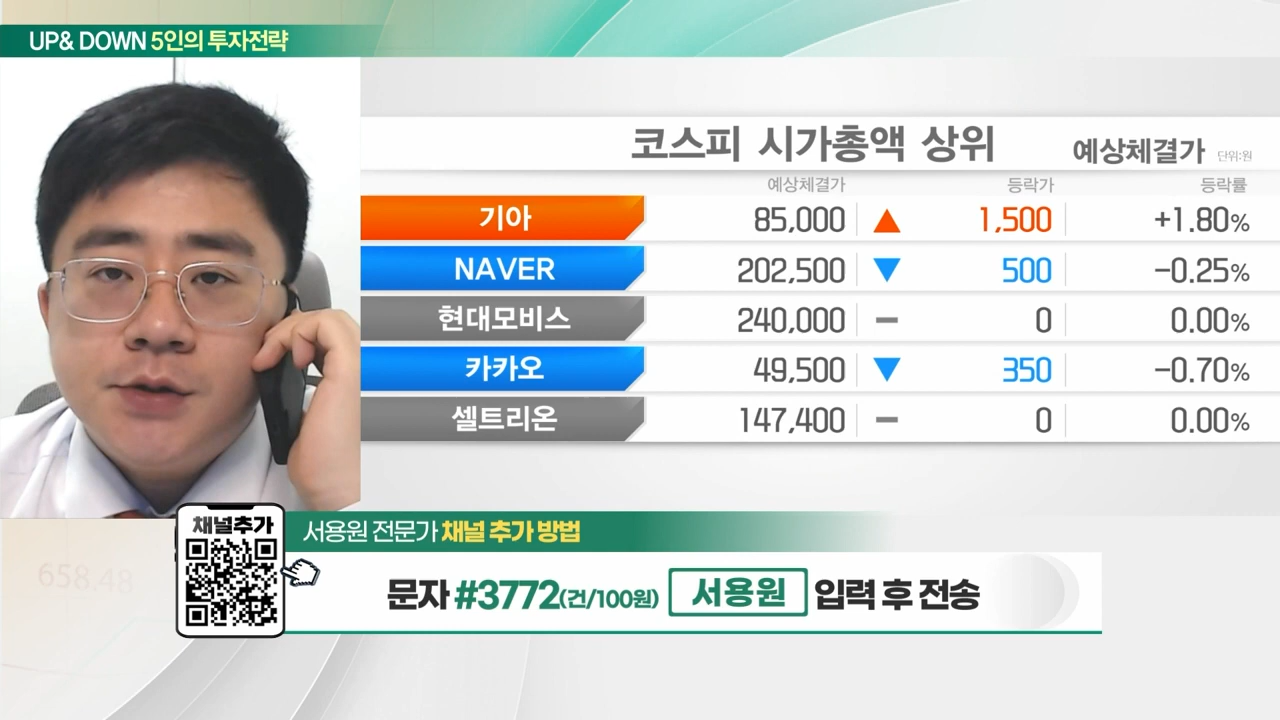 UP& DOWN 5인의 투자전략
코스피 시가총액 상위 예상체결가 단위:원
예상체결가 등락가 등락률
기아 85,000 ▲ 1,500 +1.80%
NAVER 202,500 ▼ 500 -0.25%
현대모비스 240,000 - 0 0.00%
카카오 49,500 ▼ 350 -0.70%
셀트리온 147,400 - 0 0.00%
채널추가
서용원 전문가 채널 추가 방법
문자 #3772(건/100원) 서용원 입력 후 전송
658.48